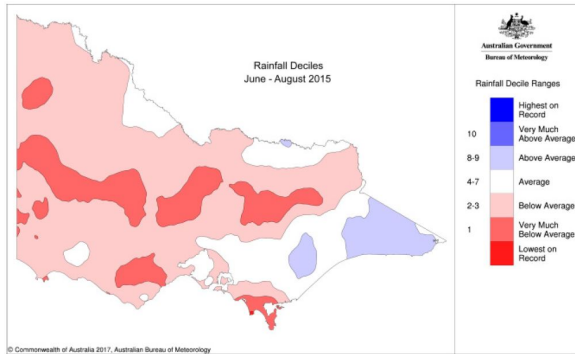 Rainfall Deciles
June - August 2015
Australian Government
Bureau of Meteorology
Rainfall Decile Ranges
Highest on
Record
10
Very Much
Above Average
8-9
Above Average
4-7
Average
2-3
Below Average
1
Very Much
Below Average
Lowest on
Record
© Commonwealth of Australia 2017, Australian Bureau of Meteorology